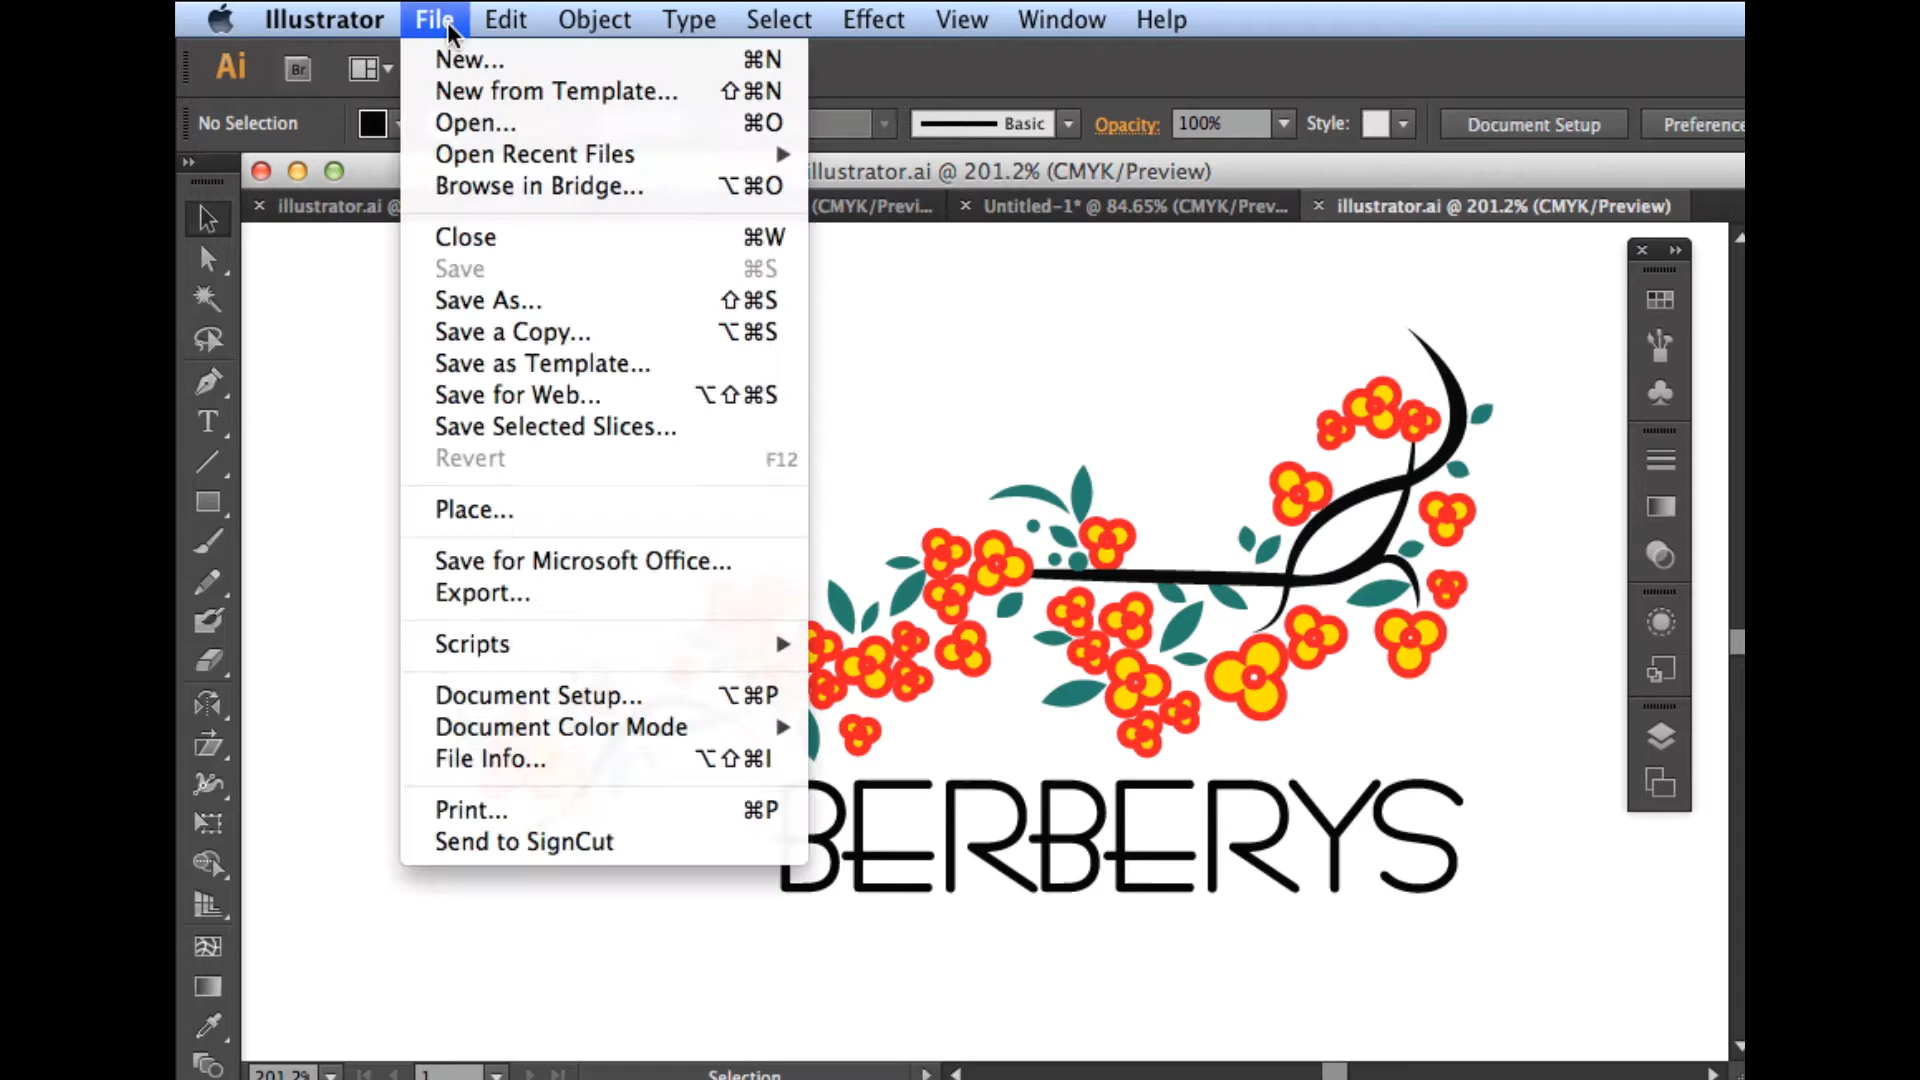 Illustrator File Edit Object Type Select Effect View Window Help
Ai Br
No Selection Basic Opacity: 100% Style: Document Setup Preference
illustrator.ai @ 201.2% (CMYK/Preview)
illustrator.ai @ (CMYK/Previ... Untitled-1* @ 84.65% (CMYK/Prev... illustrator.ai @ 201.2% (CMYK/Preview)
New... ⌘N
New from Template... ⇧⌘N
Open... ⌘O
Open Recent Files
Browse in Bridge... ⌥⌘O
Close ⌘W
Save ⌘S
Save As... ⇧⌘S
Save a Copy... ⌥⌘S
Save as Template...
Save for Web... ⌥⇧⌘S
Save Selected Slices...
Revert F12
Place...
Save for Microsoft Office...
Export...
Scripts
Document Setup... ⌥⌘P
Document Color Mode
File Info... ⌥⇧⌘I
Print... ⌘P
Send to SignCut
BERBERYS
201.2% 1 Selection